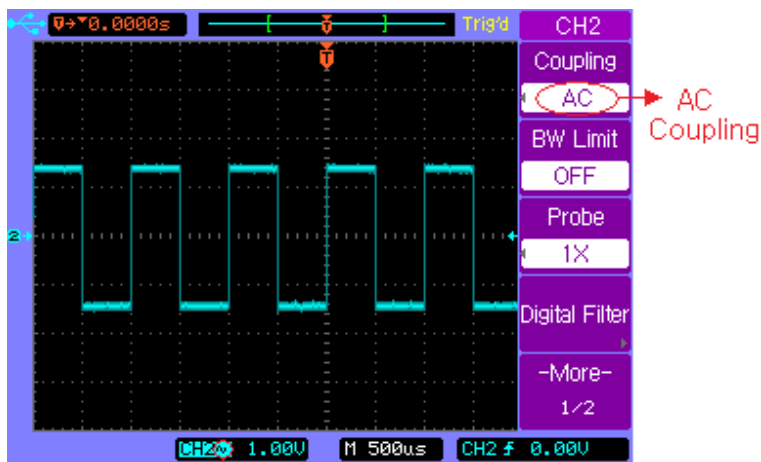 T→▼0.0000s
T
Trig'd
CH2
T
Coupling
AC
AC
Coupling
BW Limit
OFF
Probe
2
1X
Digital Filter
-More-
1/2
CH2 1.00V
M 500us
CH2 0.00V